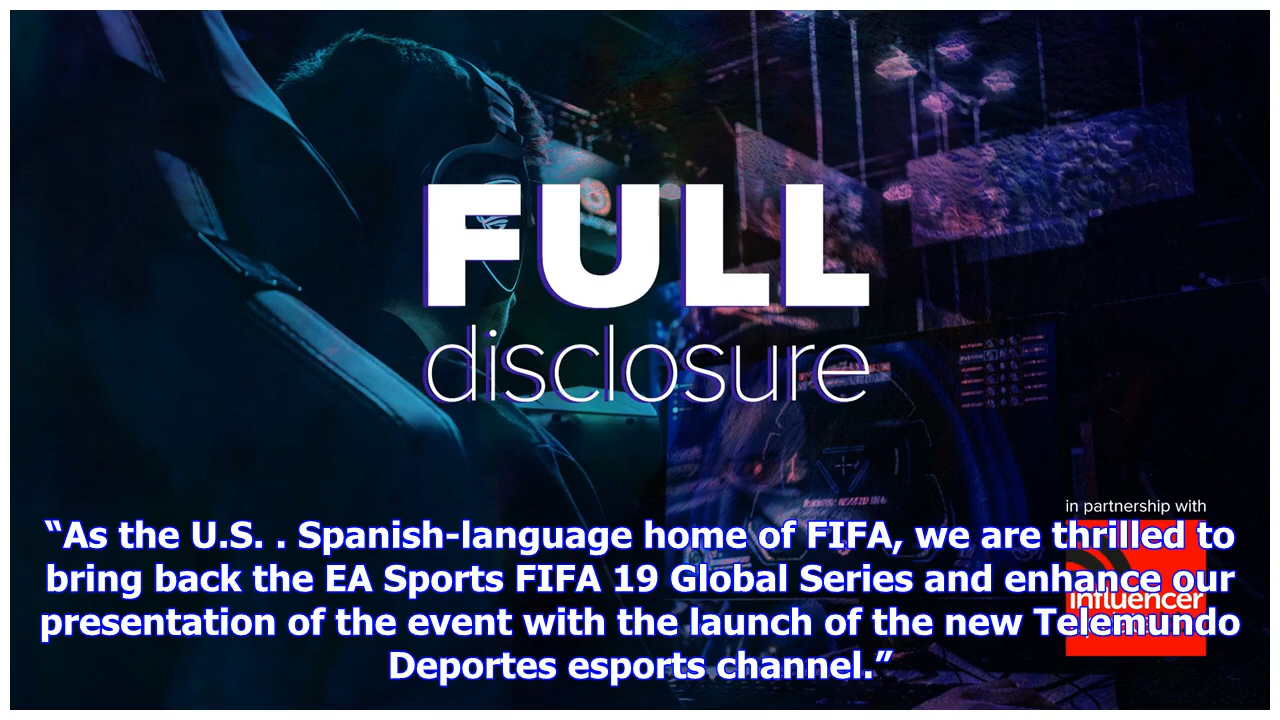 FULL
disclosure
in partnership with
influencer
“As the U.S. . Spanish-language home of FIFA, we are thrilled to
bring back the EA Sports FIFA 19 Global Series and enhance our
presentation of the event with the launch of the new Telemundo
Deportes esports channel.”